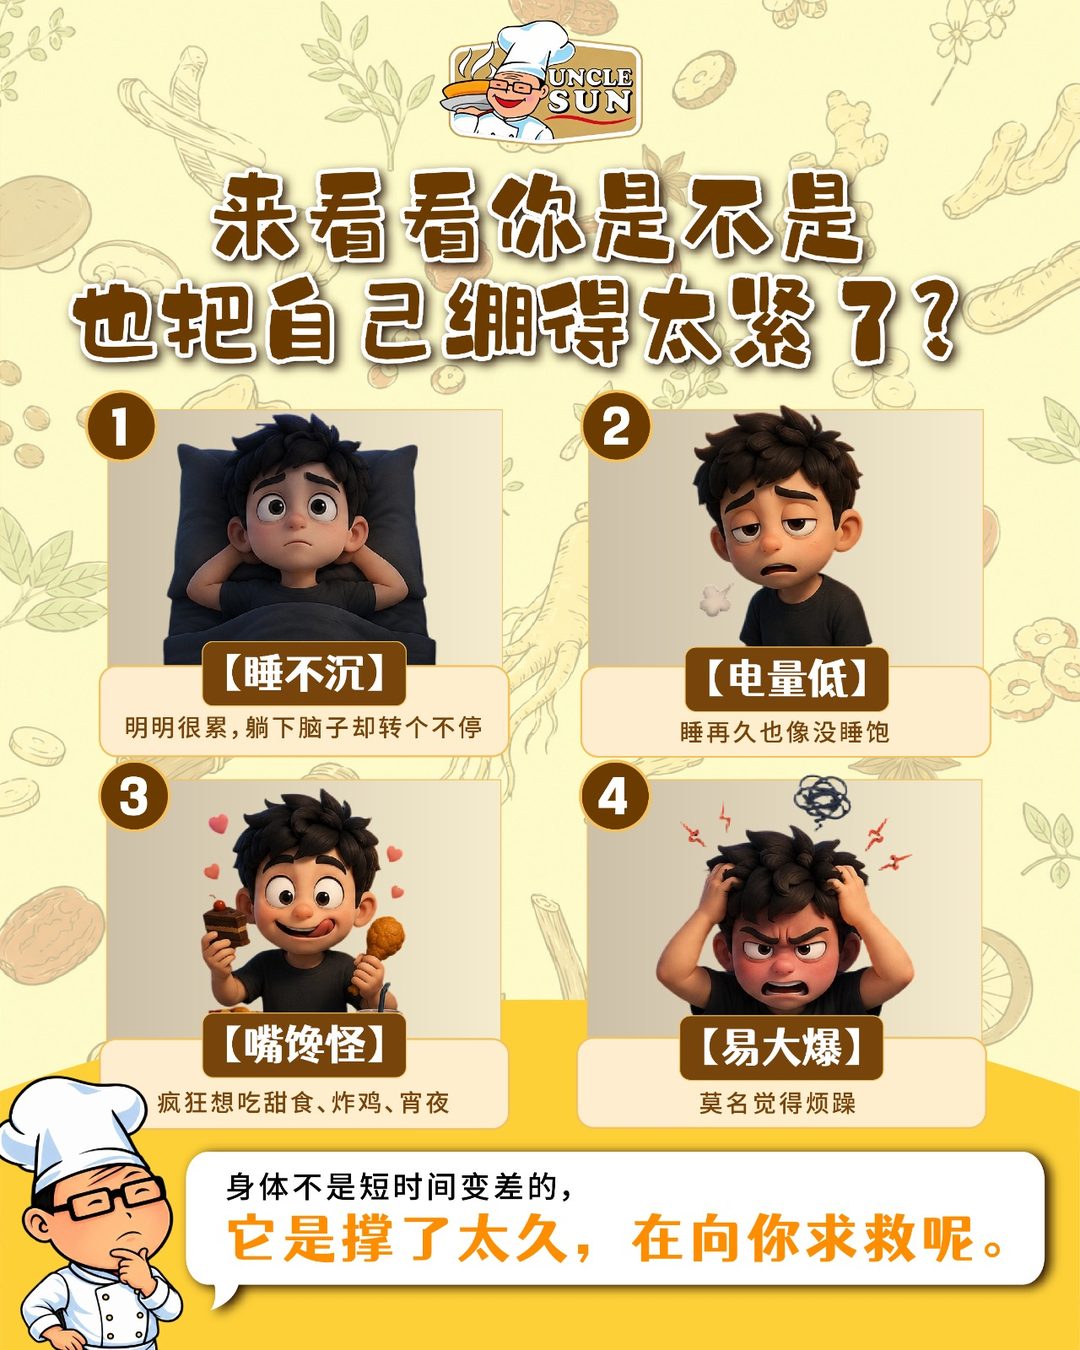 UNCLE
SUN
来看看你是不是
也把自己绷得太紧了?
1
【睡不沉】
明明很累,躺下脑子却转个不停
2
【电量低】
睡再久也像没睡饱
3
【嘴馋怪】
疯狂想吃甜食、炸鸡、宵夜
4
【易大爆】
莫名觉得烦躁
身体不是短时间变差的,
它是撑了太久，在向你求救呢。